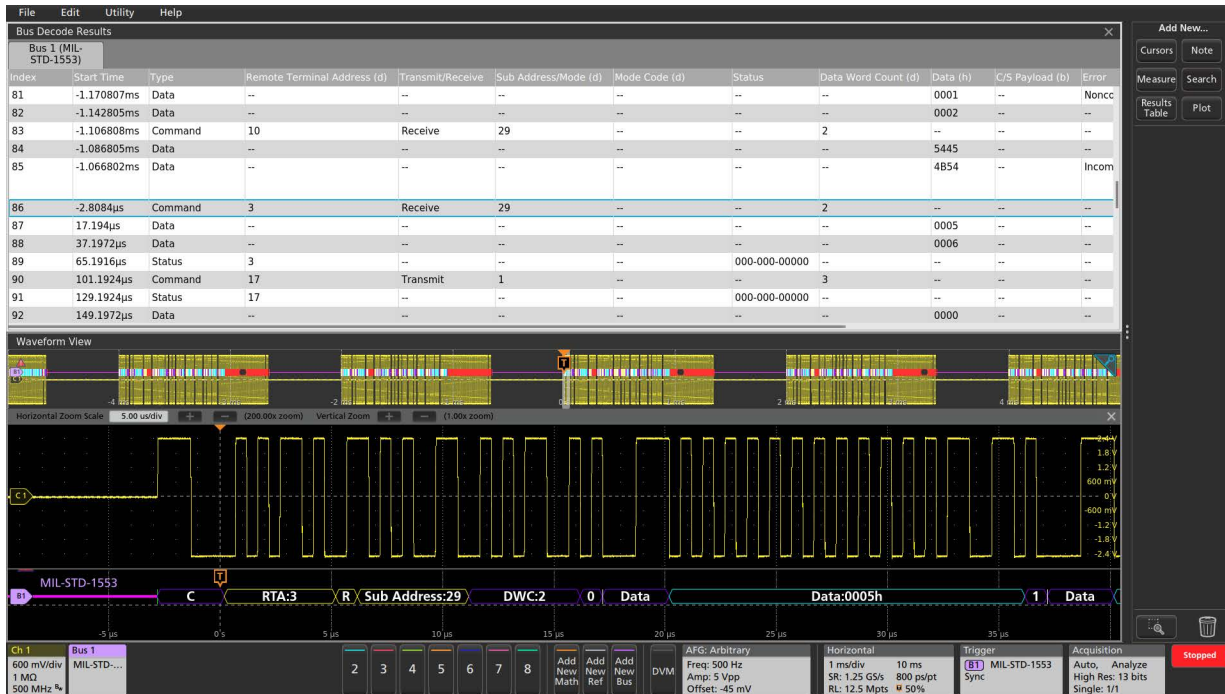 File Edit Utility Help
Bus Decode Results
Bus 1 (MIL-
STD-1553)
Index Start Time Type Remote Terminal Address (d) Transmit/Receive Sub Address/Mode (d) Mode Code (d) Status Data Word Count (d) Data (h) C/S Payload (b) Error
81 -1.170807ms Data -- -- -- -- -- -- 0001 -- Nonco
82 -1.142805ms Data -- -- -- -- -- -- 0002 -- --
83 -1.106808ms Command 10 Receive 29 -- -- 2 -- -- --
84 -1.086805ms Data -- -- -- -- -- -- 5445 -- --
85 -1.066802ms Data -- -- -- -- -- -- 4B54 -- Incom
86 -2.8084µs Command 3 Receive 29 -- -- 2 -- -- --
87 17.194µs Data -- -- -- -- -- -- 0005 -- --
88 37.1972µs Data -- -- -- -- -- -- 0006 -- --
89 65.1916µs Status 3 -- -- -- 000-000-00000 -- -- -- --
90 101.1924µs Command 17 Transmit 1 -- -- 3 -- -- --
91 129.1924µs Status 17 -- -- -- 000-000-00000 -- -- -- --
92 149.1972µs Data -- -- -- -- -- -- 0000 -- --
Add New...
Cursors Note
Measure Search
Results
Table
Plot
Waveform View
T
B1
C1
Horizontal Zoom Scale 5.00 us/div + - (200.00x zoom) Vertical Zoom + - (1.00x zoom)
2.4 V
1.8 V
1.2 V
600 mV
C1 0 V
-600 mV
-1.2 V
-1.8 V
-2.4 V
MIL-STD-1553
T
B1 C RTA:3 R Sub Address:29 DWC:2 0 Data Data:0005h 1 Data
-5 µs 0 s 5 µs 10 µs 15 µs 20 µs 25 µs 30 µs 35 µs
Ch 1
600 mV/div
1 MΩ
500 MHz Bw
Bus 1
MIL-STD-...
2 3 4 5 6 7 8
Add
New
Math
Add
New
Ref
Add
New
Bus
DVM
AFG: Arbitrary
Freq: 500 Hz
Amp: 5 Vpp
Offset: -45 mV
Horizontal
1 ms/div 10 ms
SR: 1.25 GS/s 800 ps/pt
RL: 12.5 Mpts 50%
Trigger
B1 MIL-STD-1553
Sync
Acquisition
Auto, Analyze
High Res: 13 bits
Single: 1/1
Stopped